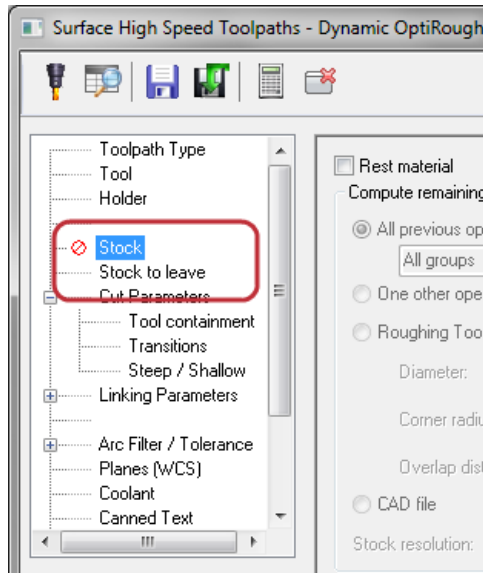 Surface High Speed Toolpaths - Dynamic OptiRough
Toolpath Type
Tool
Holder
Stock
Stock to leave
Cut Parameters
Tool containment
Transitions
Steep / Shallow
Linking Parameters
Arc Filter / Tolerance
Planes (WCS)
Coolant
Canned Text
Rest material
Compute remaining
All previous op
All groups
One other ope
Roughing Too
Diameter:
Corner radiu
Overlap dist
CAD file
Stock resolution: